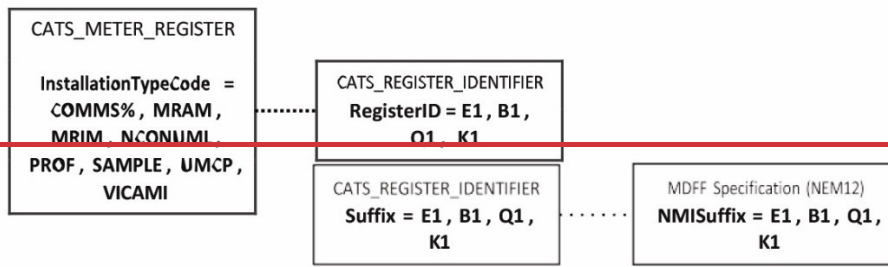 CATS_METER_REGISTER
InstallationTypeCode =
COMMS% , MRAM ,
MRIM , NCONUML ,
PROF , SAMPLE , UMCP ,
VICAMI
CATS_REGISTER_IDENTIFIER
RegisterID = E1 , B1 ,
Q1 , K1
CATS_REGISTER_IDENTIFIER
Suffix = E1 , B1 , Q1 ,
K1
MDFF Specification (NEM12)
NMISuffix = E1 , B1 , Q1 ,
K1